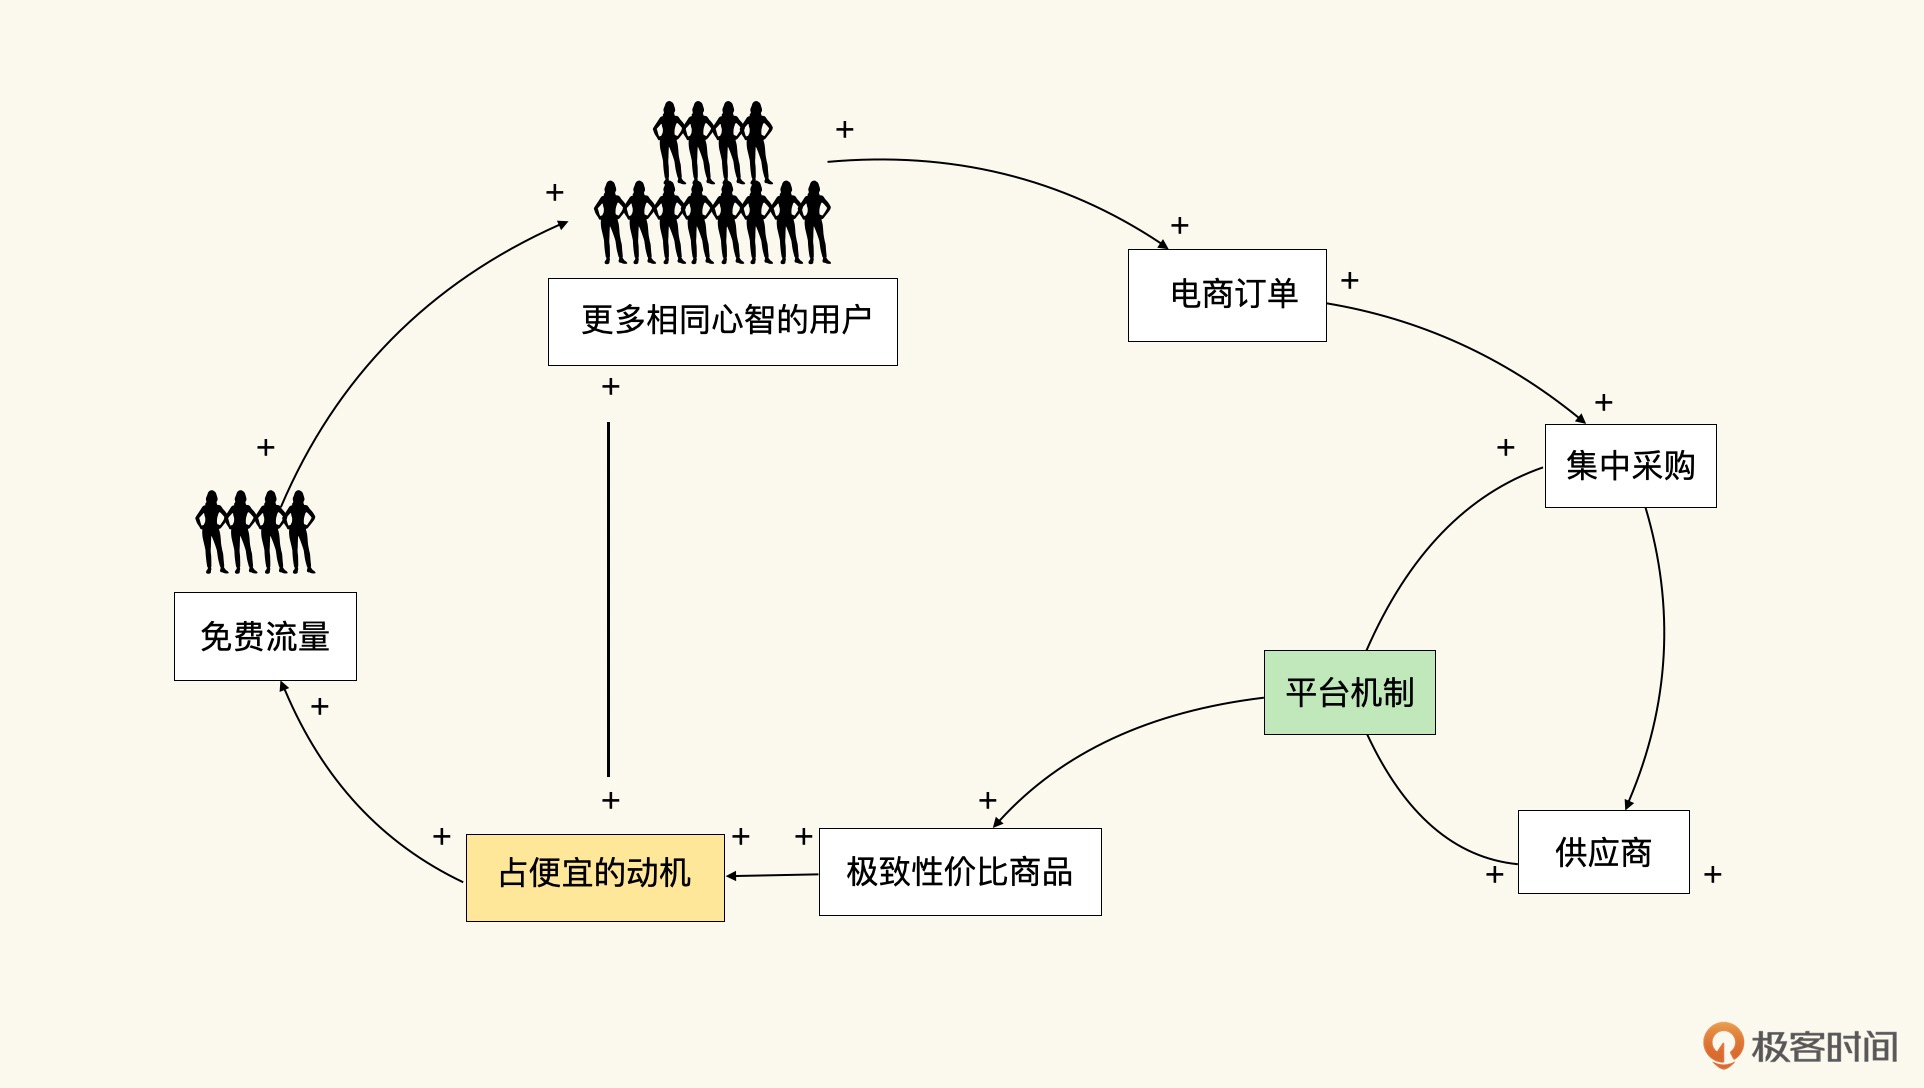 +
+
+
更多相同心智的用户
+
电商订单
+
+
+
集中采购
+
+
免费流量
+
平台机制
+
+
+
+
+
占便宜的动机
极致性价比商品
供应商
+
+
极客时间